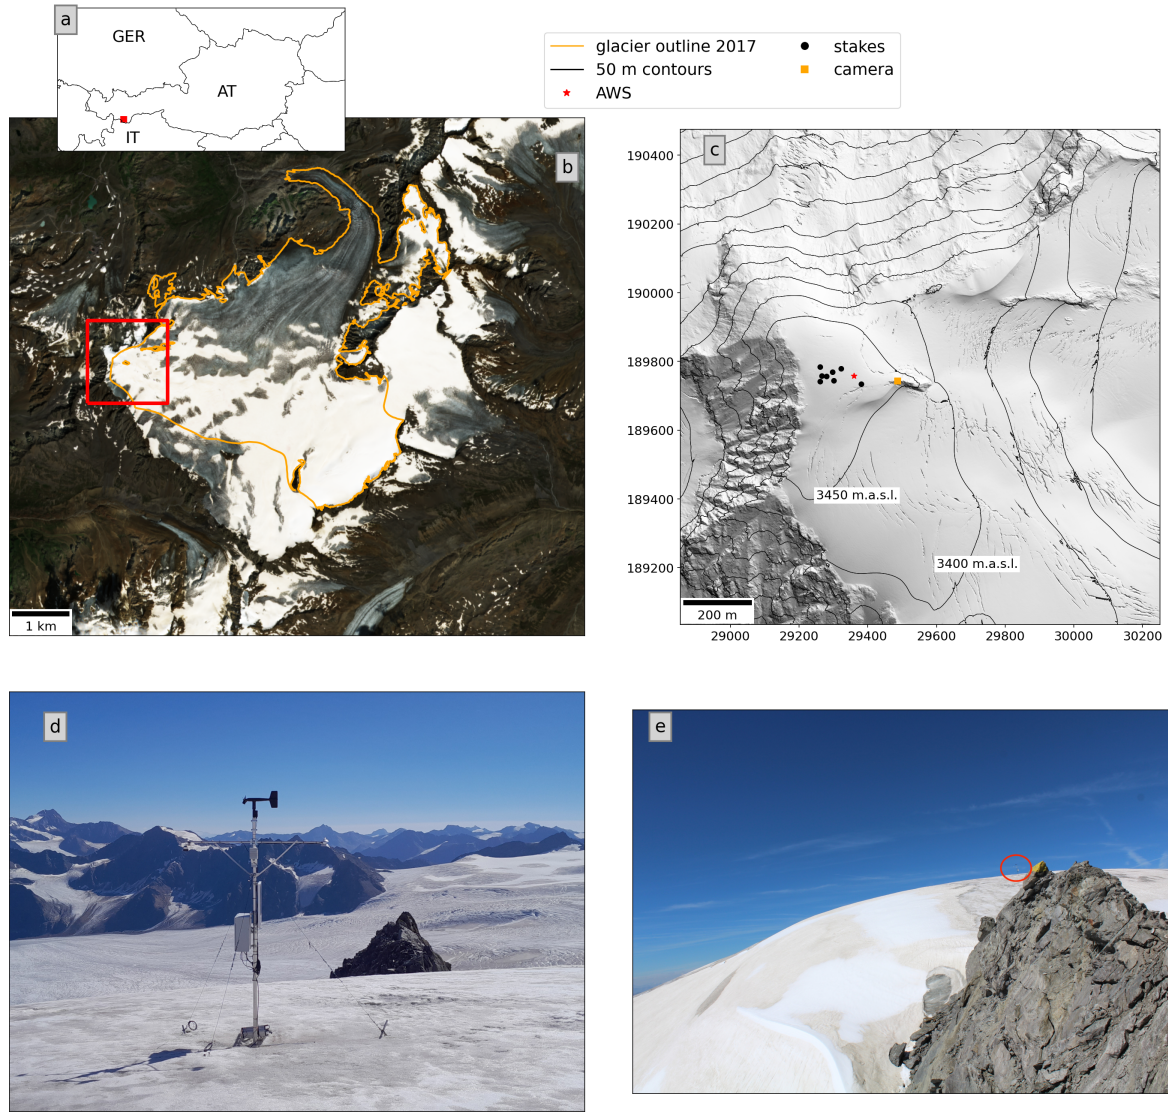 a
GER
AT
IT
glacier outline 2017
50 m contours
AWS
stakes
camera
b
1 km
c
190400
190200
190000
189800
189600
189400
189200
3450 m.a.s.l.
3400 m.a.s.l.
200 m
29000 29200 29400 29600 29800 30000 30200
d
e